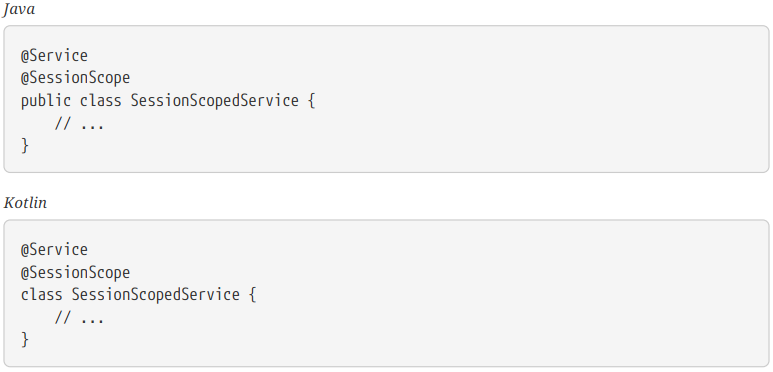 Java
@Service
@SessionScope
public class SessionScopedService {
    // ...
}
Kotlin
@Service
@SessionScope
class SessionScopedService {
    // ...
}